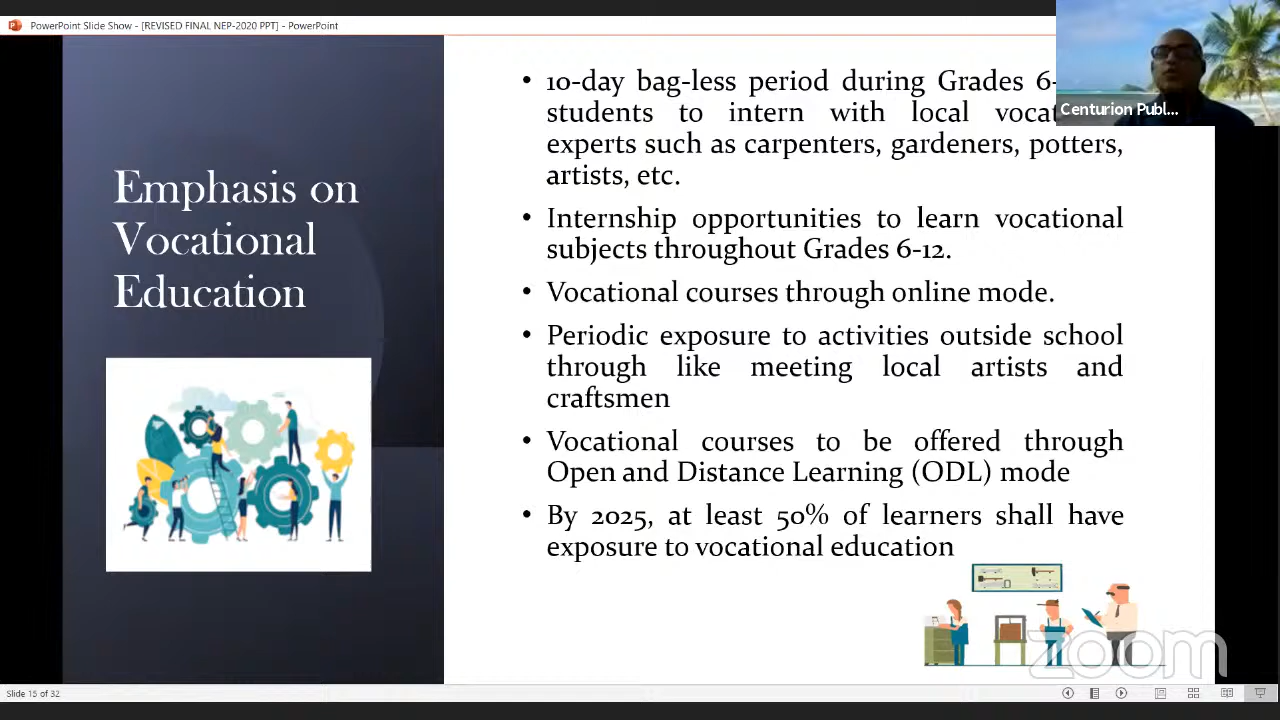 PowerPoint Slide Show - [REVISED FINAL NEP-2020 PPT] - PowerPoint
Emphasis on
Vocational
Education
• 10-day bag-less period during Grades 6-
students to intern with local vocat
experts such as carpenters, gardeners, potters,
artists, etc.
• Internship opportunities to learn vocational
subjects throughout Grades 6-12.
• Vocational courses through online mode.
• Periodic exposure to activities outside school
through like meeting local artists and
craftsmen
• Vocational courses to be offered through
Open and Distance Learning (ODL) mode
• By 2025, at least 50% of learners shall have
exposure to vocational education
Centurion Publ...
zoom
Slide 15 of 32